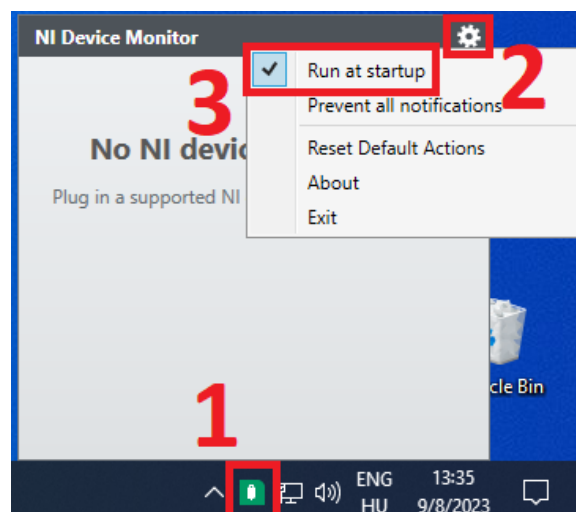 NI Device Monitor
2
Run at startup
3
Prevent all notifications
No NI devic
Reset Default Actions
Plug in a supported NI
About
Exit
cle Bin
1
ENG
13:35
HU
9/8/2023